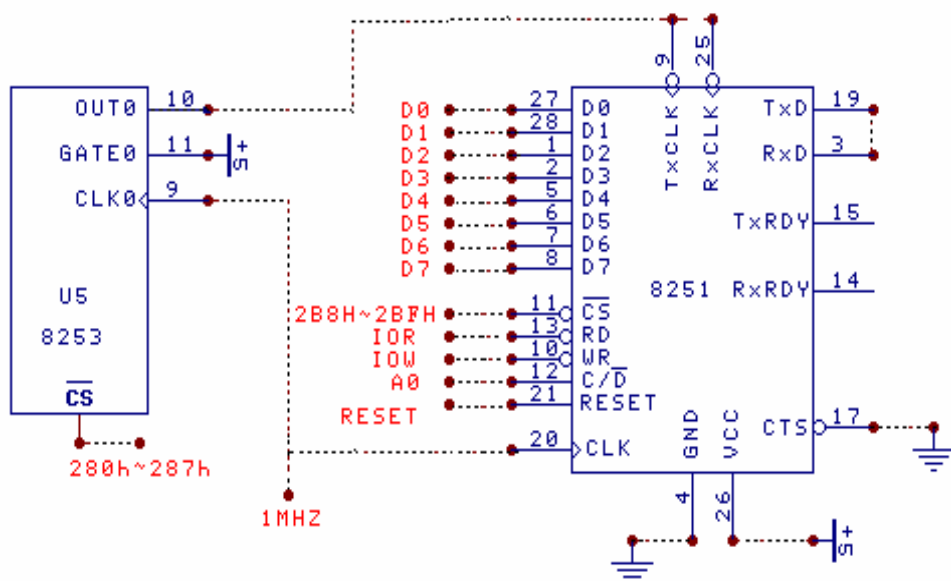 OUT0 10
GATE0 11 +5
CLK0 9
U5
8253
CS
280h~287h
1MHZ
9 25
TxCLK RxCLK
D0 27 D0
D1 28 D1
D2 1 D2
D3 2 D3
D4 5 D4
D5 6 D5
D6 7 D6
D7 8 D7
2B8H~2BFH 11 CS
IOR 13 RD
IOW 10 WR
A0 12 C/D
RESET 21 RESET
20 CLK
8251
TxD 19
RxD 3
TxRDY 15
RxRDY 14
CTS 17
GND VCC
4 26
+5